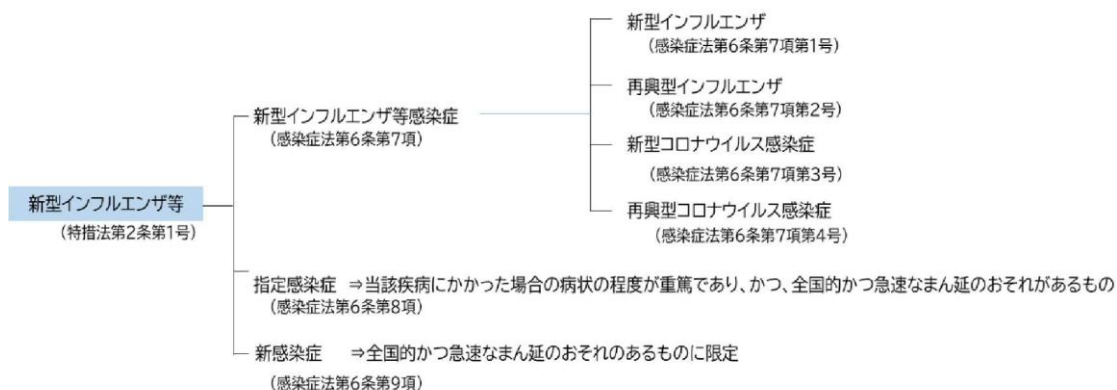 新型インフルエンザ
(感染症法第6条第7項第1号)
再興型インフルエンザ
(感染症法第6条第7項第2号)
新型インフルエンザ等感染症
(感染症法第6条第7項)
新型コロナウイルス感染症
(感染症法第6条第7項第3号)
再興型コロナウイルス感染症
(感染症法第6条第7項第4号)
新型インフルエンザ等
(特措法第2条第1号)
指定感染症 ⇒当該疾病にかかった場合の病状の程度が重篤であり、かつ、全国的かつ急速なまん延のおそれがあるもの
(感染症法第6条第8項)
新感染症 ⇒全国的かつ急速なまん延のおそれのあるものに限定
(感染症法第6条第9項)